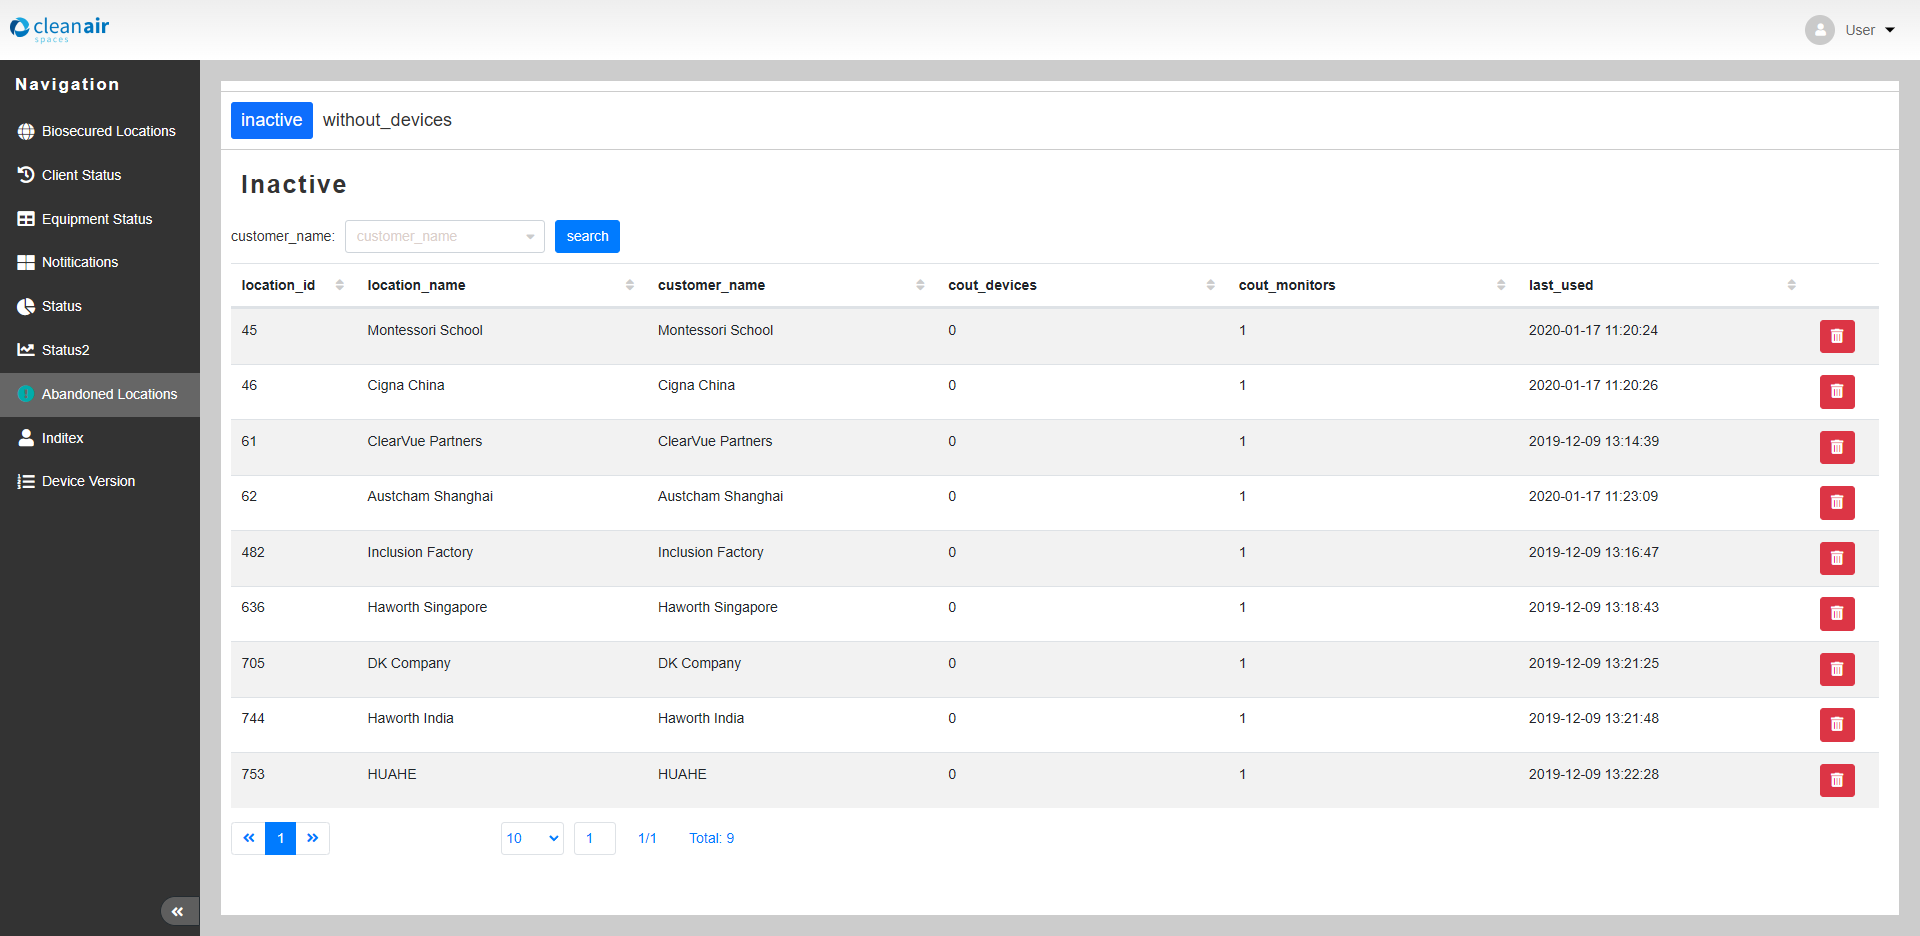 cleanair
spaces
User
Navigation
Biosecured Locations
Client Status
Equipment Status
Notifications
Status
Status2
Abandoned Locations
Inditex
Device Version
inactive without_devices
Inactive
customer_name: customer_name search
location_id location_name customer_name cout_devices cout_monitors last_used
45 Montessori School Montessori School 0 1 2020-01-17 11:20:24
46 Cigna China Cigna China 0 1 2020-01-17 11:20:26
61 ClearVue Partners ClearVue Partners 0 1 2019-12-09 13:14:39
62 Austcham Shanghai Austcham Shanghai 0 1 2020-01-17 11:23:09
482 Inclusion Factory Inclusion Factory 0 1 2019-12-09 13:16:47
636 Haworth Singapore Haworth Singapore 0 1 2019-12-09 13:18:43
705 DK Company DK Company 0 1 2019-12-09 13:21:25
744 Haworth India Haworth India 0 1 2019-12-09 13:21:48
753 HUAHE HUAHE 0 1 2019-12-09 13:22:28
« 1 » 10 1 1/1 Total: 9
«